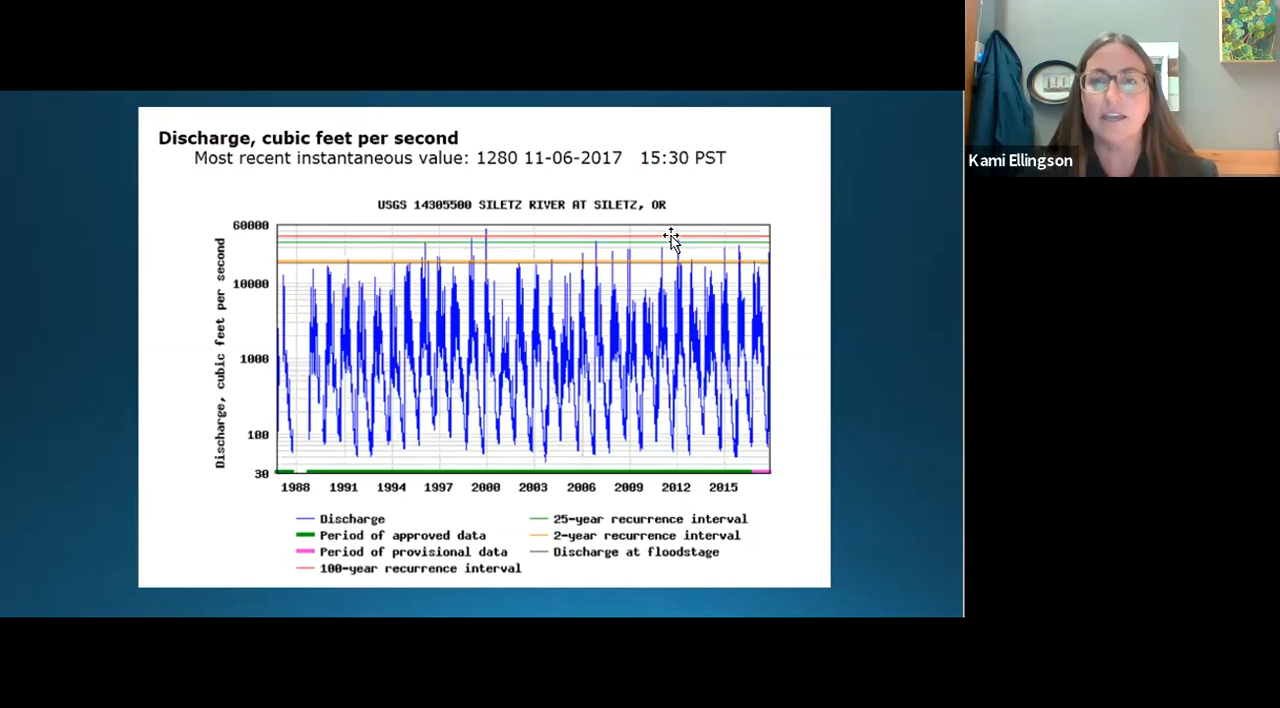 Discharge, cubic feet per second
Most recent instantaneous value: 1280 11-06-2017 15:30 PST
USGS 14305500 SILETZ RIVER AT SILETZ, OR
Discharge, cubic feet per second
60000
10000
1000
100
30
1988 1991 1994 1997 2000 2003 2006 2009 2012 2015
Discharge
Period of approved data
Period of provisional data
100-year recurrence interval
25-year recurrence interval
2-year recurrence interval
Discharge at floodstage
Kami Ellingson